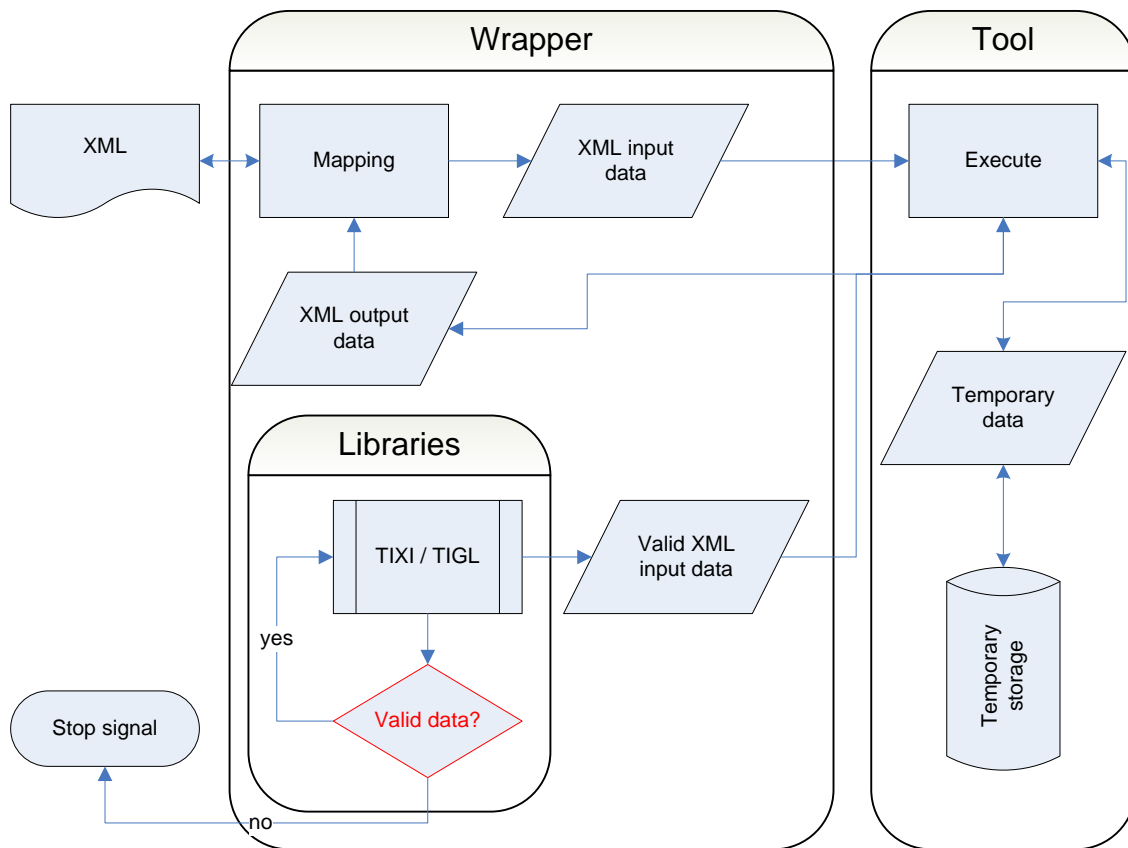 Wrapper
Tool
XML
Mapping
XML input
data
Execute
XML output
data
Temporary
data
Libraries
TIXI / TIGL
Valid XML
input data
yes
Temporary
storage
Stop signal
Valid data?
no